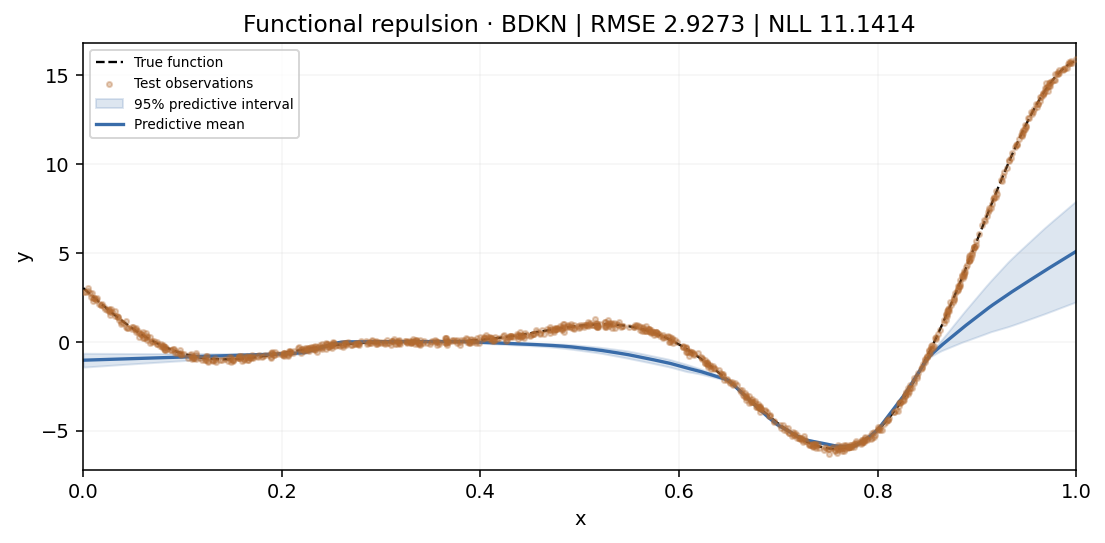 Functional repulsion · BDKN | RMSE 2.9273 | NLL 11.1414
True function
Test observations
95% predictive interval
Predictive mean
15
10
5
0
−5
y
0.0 0.2 0.4 0.6 0.8 1.0
x